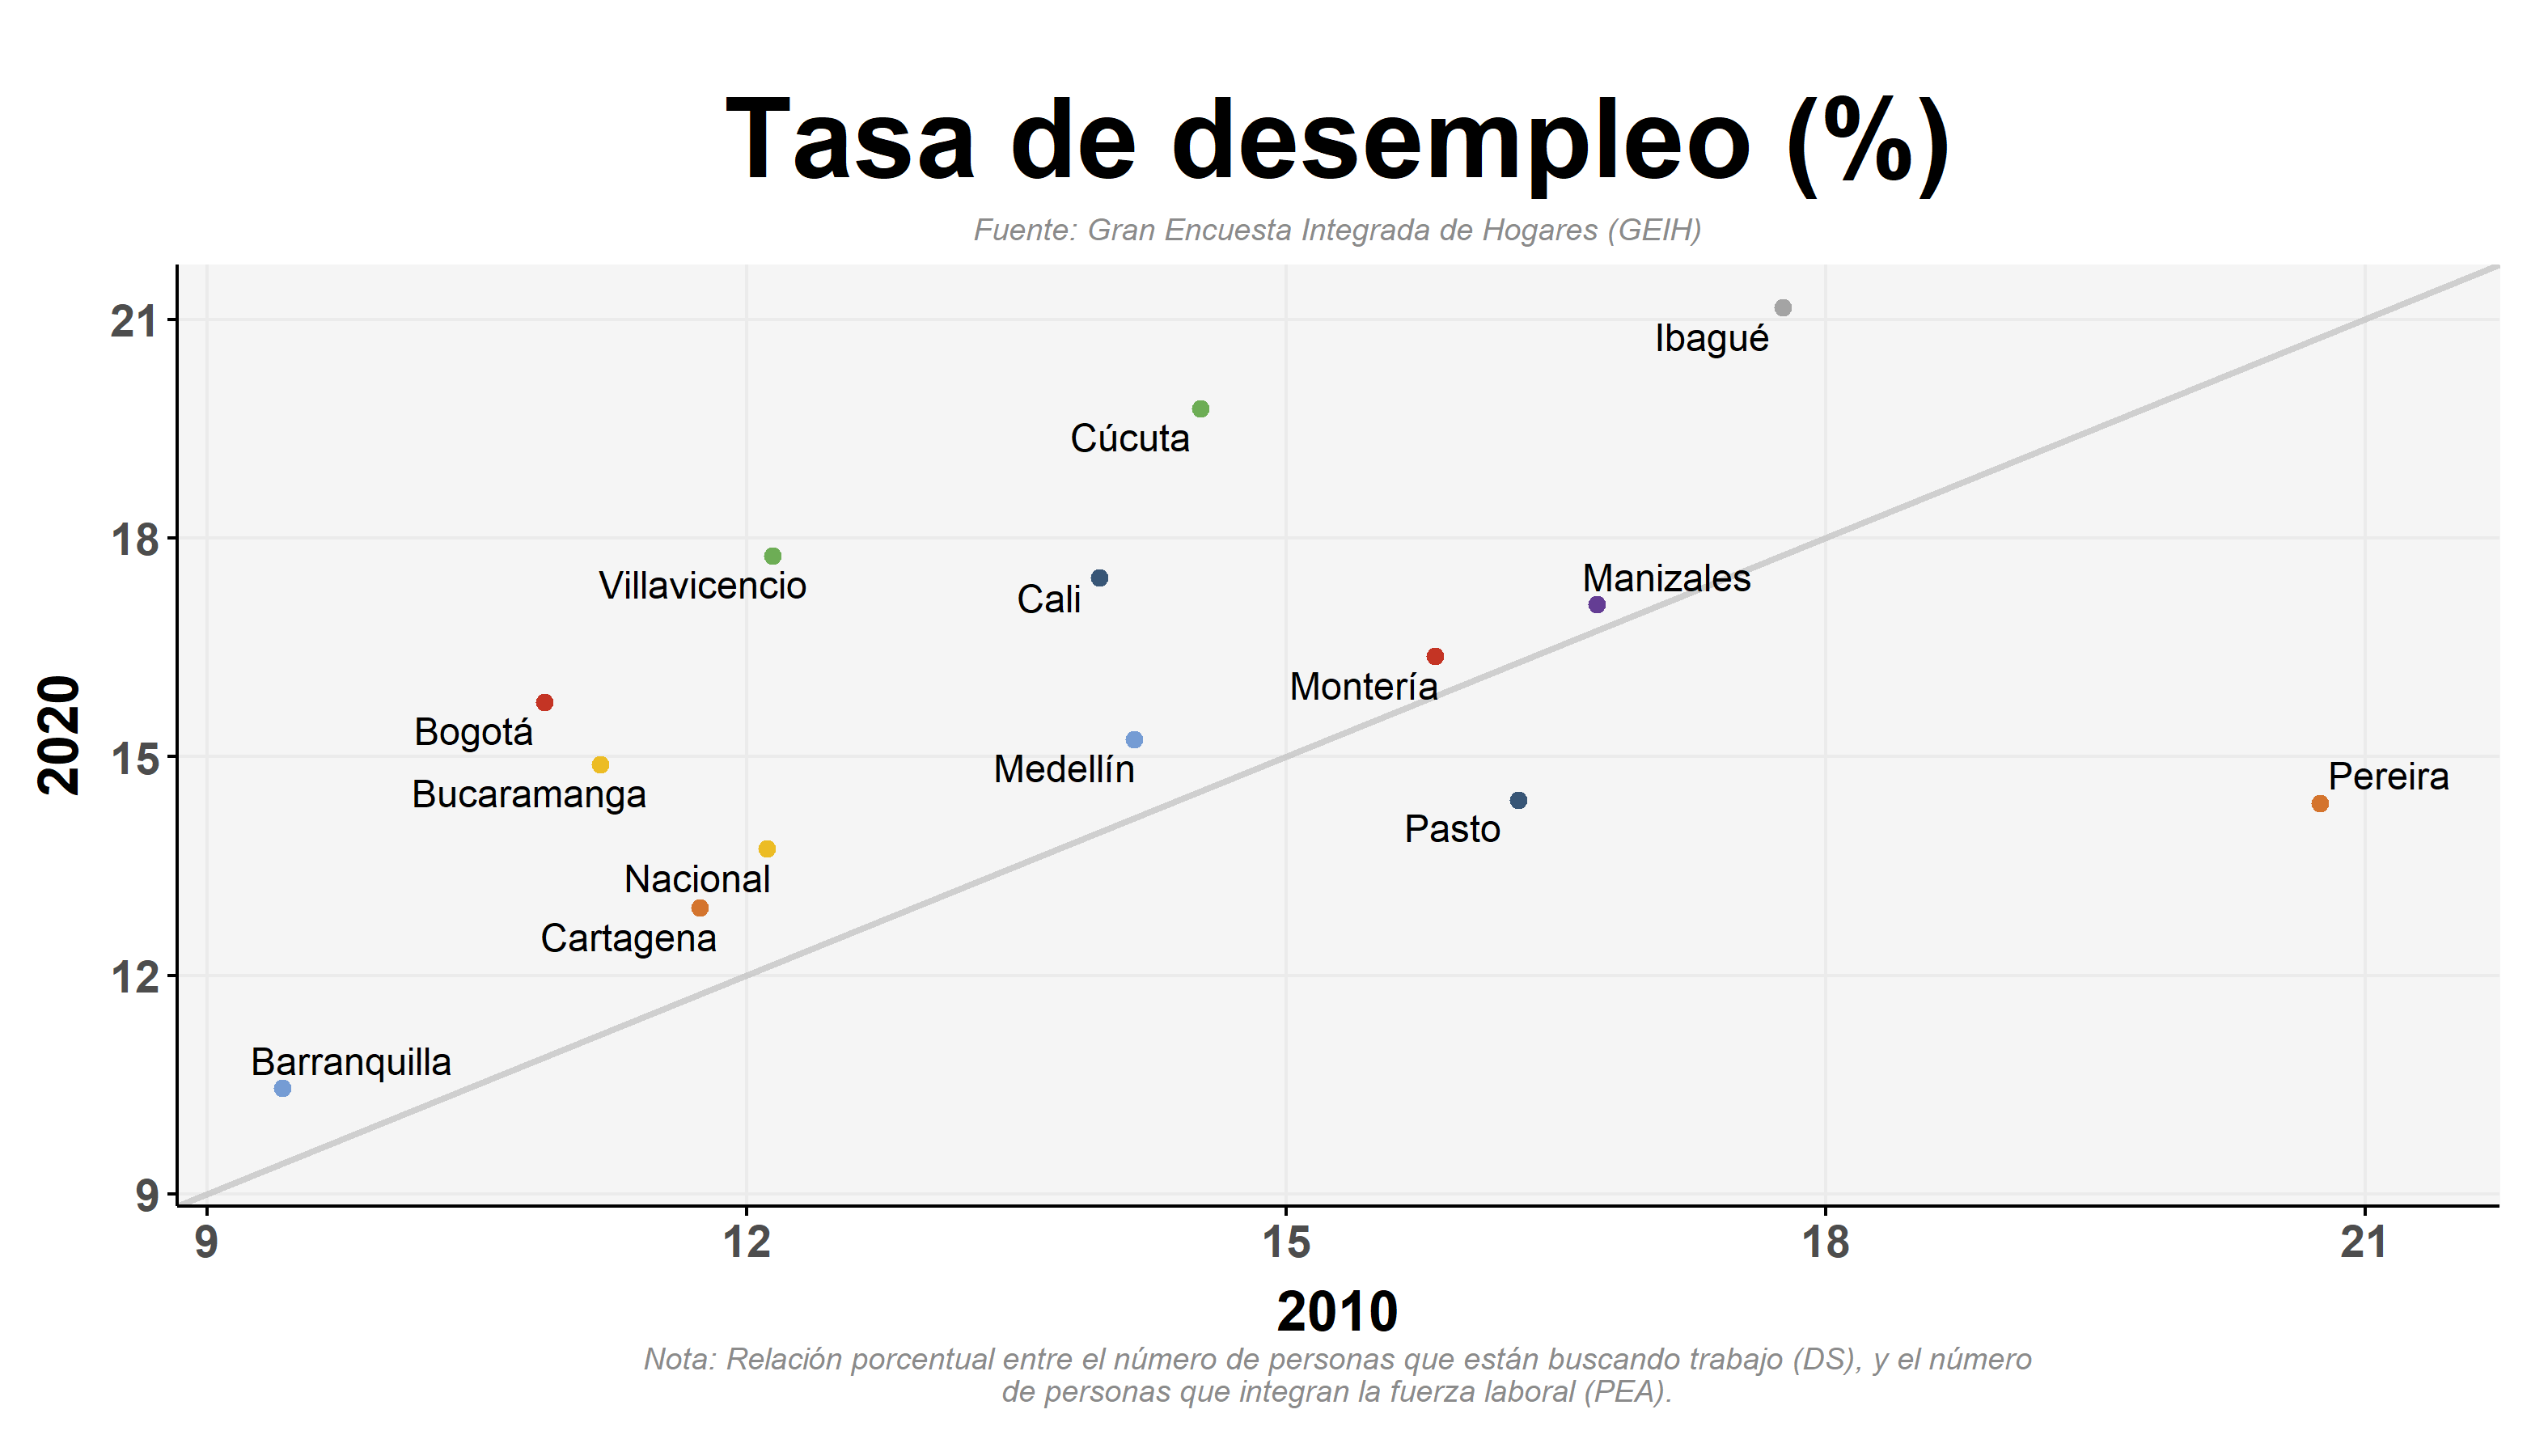 Tasa de desempleo (%)
Fuente: Gran Encuesta Integrada de Hogares (GEIH)
21
Ibagué
Cúcuta
18
Villavicencio
Cali
Manizales
Montería
Bogotá
2020
15
Medellín
Pereira
Bucaramanga
Pasto
Nacional
Cartagena
12
Barranquilla
9
9 12 15 18 21
2010
Nota: Relación porcentual entre el número de personas que están buscando trabajo (DS), y el número
de personas que integran la fuerza laboral (PEA).